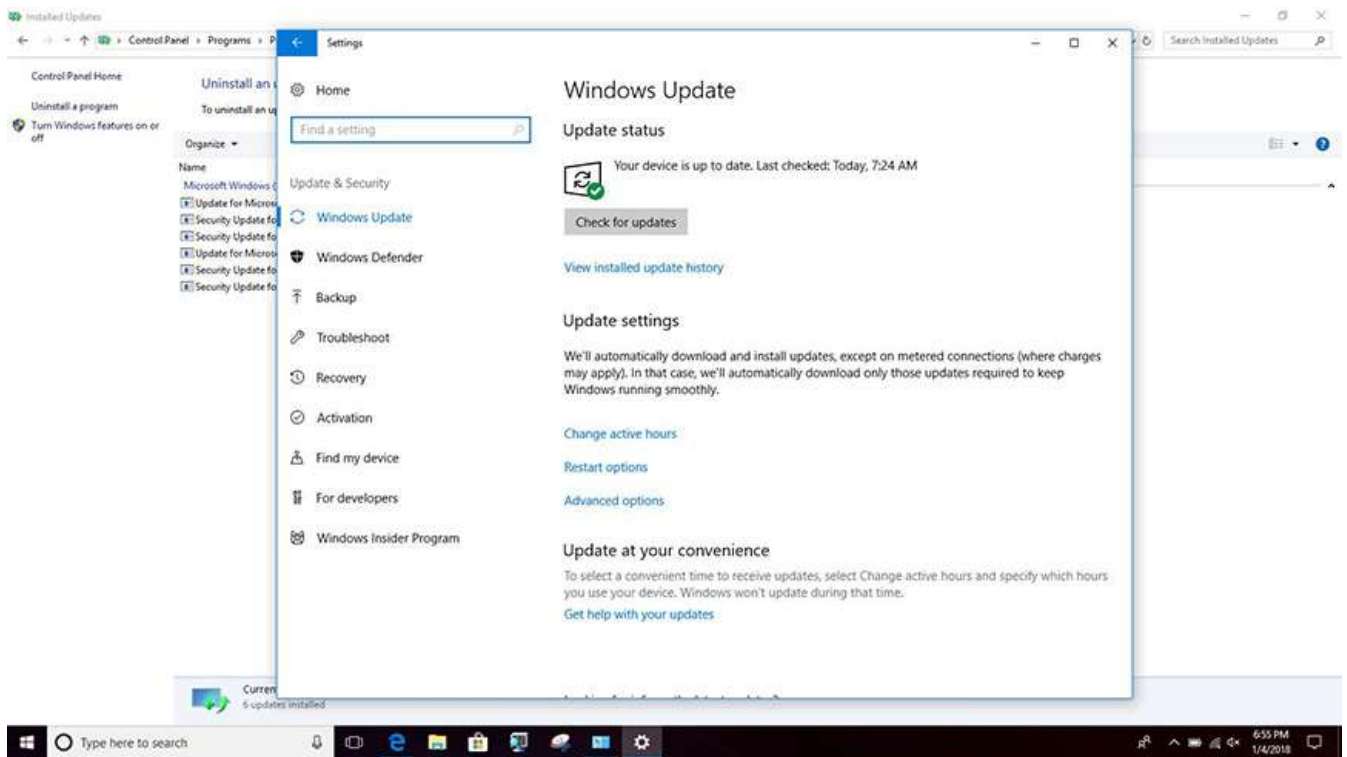 Installed Updates
Control Panel › Programs › P
Search Installed Updates
Control Panel Home
Uninstall a program
Turn Windows features on or
off
Uninstall an
To uninstall an up
Organize
Name
Microsoft Windows (
Update for Micros
Security Update fo
Security Update fo
Update for Micros
Security Update fo
Security Update fo
Curren
6 updates installed
Settings
Home
Find a setting
Update & Security
Windows Update
Windows Defender
Backup
Troubleshoot
Recovery
Activation
Find my device
For developers
Windows Insider Program
Windows Update
Update status
Your device is up to date. Last checked: Today, 7:24 AM
Check for updates
View installed update history
Update settings
We'll automatically download and install updates, except on metered connections (where charges
may apply). In that case, we'll automatically download only those updates required to keep
Windows running smoothly.
Change active hours
Restart options
Advanced options
Update at your convenience
To select a convenient time to receive updates, select Change active hours and specify which hours
you use your device. Windows won't update during that time.
Get help with your updates
Type here to search
6:55 PM
1/4/2018